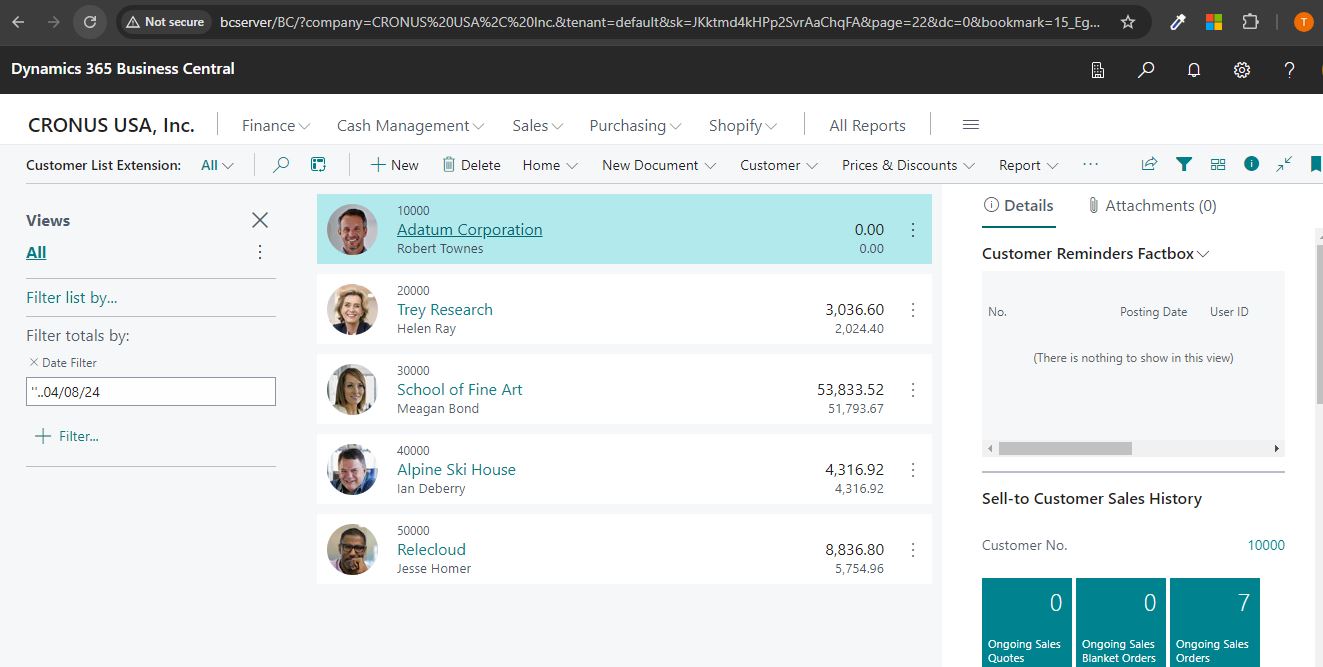 Not secure
bcserver/BC/?company=CRONUS%20USA%2C%20Inc.&tenant=default&sk=JKktmd4kHPp2SvrAaChqFA&page=22&dc=0&bookmark=15_Eg...
T
Dynamics 365 Business Central
CRONUS USA, Inc.
Finance
Cash Management
Sales
Purchasing
Shopify
All Reports
Customer List Extension:
All
New
Delete
Home
New Document
Customer
Prices & Discounts
Report
Views
All
Filter list by...
Filter totals by:
Date Filter
''..04/08/24
Filter...
10000
Adatum Corporation 0.00
Robert Townes 0.00
20000
Trey Research 3,036.60
Helen Ray 2,024.40
30000
School of Fine Art 53,833.52
Meagan Bond 51,793.67
40000
Alpine Ski House 4,316.92
Ian Deberry 4,316.92
50000
Relecloud 8,836.80
Jesse Homer 5,754.96
Details
Attachments (0)
Customer Reminders Factbox
No. Posting Date User ID
(There is nothing to show in this view)
Sell-to Customer Sales History
Customer No. 10000
0
Ongoing Sales
Quotes
0
Ongoing Sales
Blanket Orders
7
Ongoing Sales
Orders